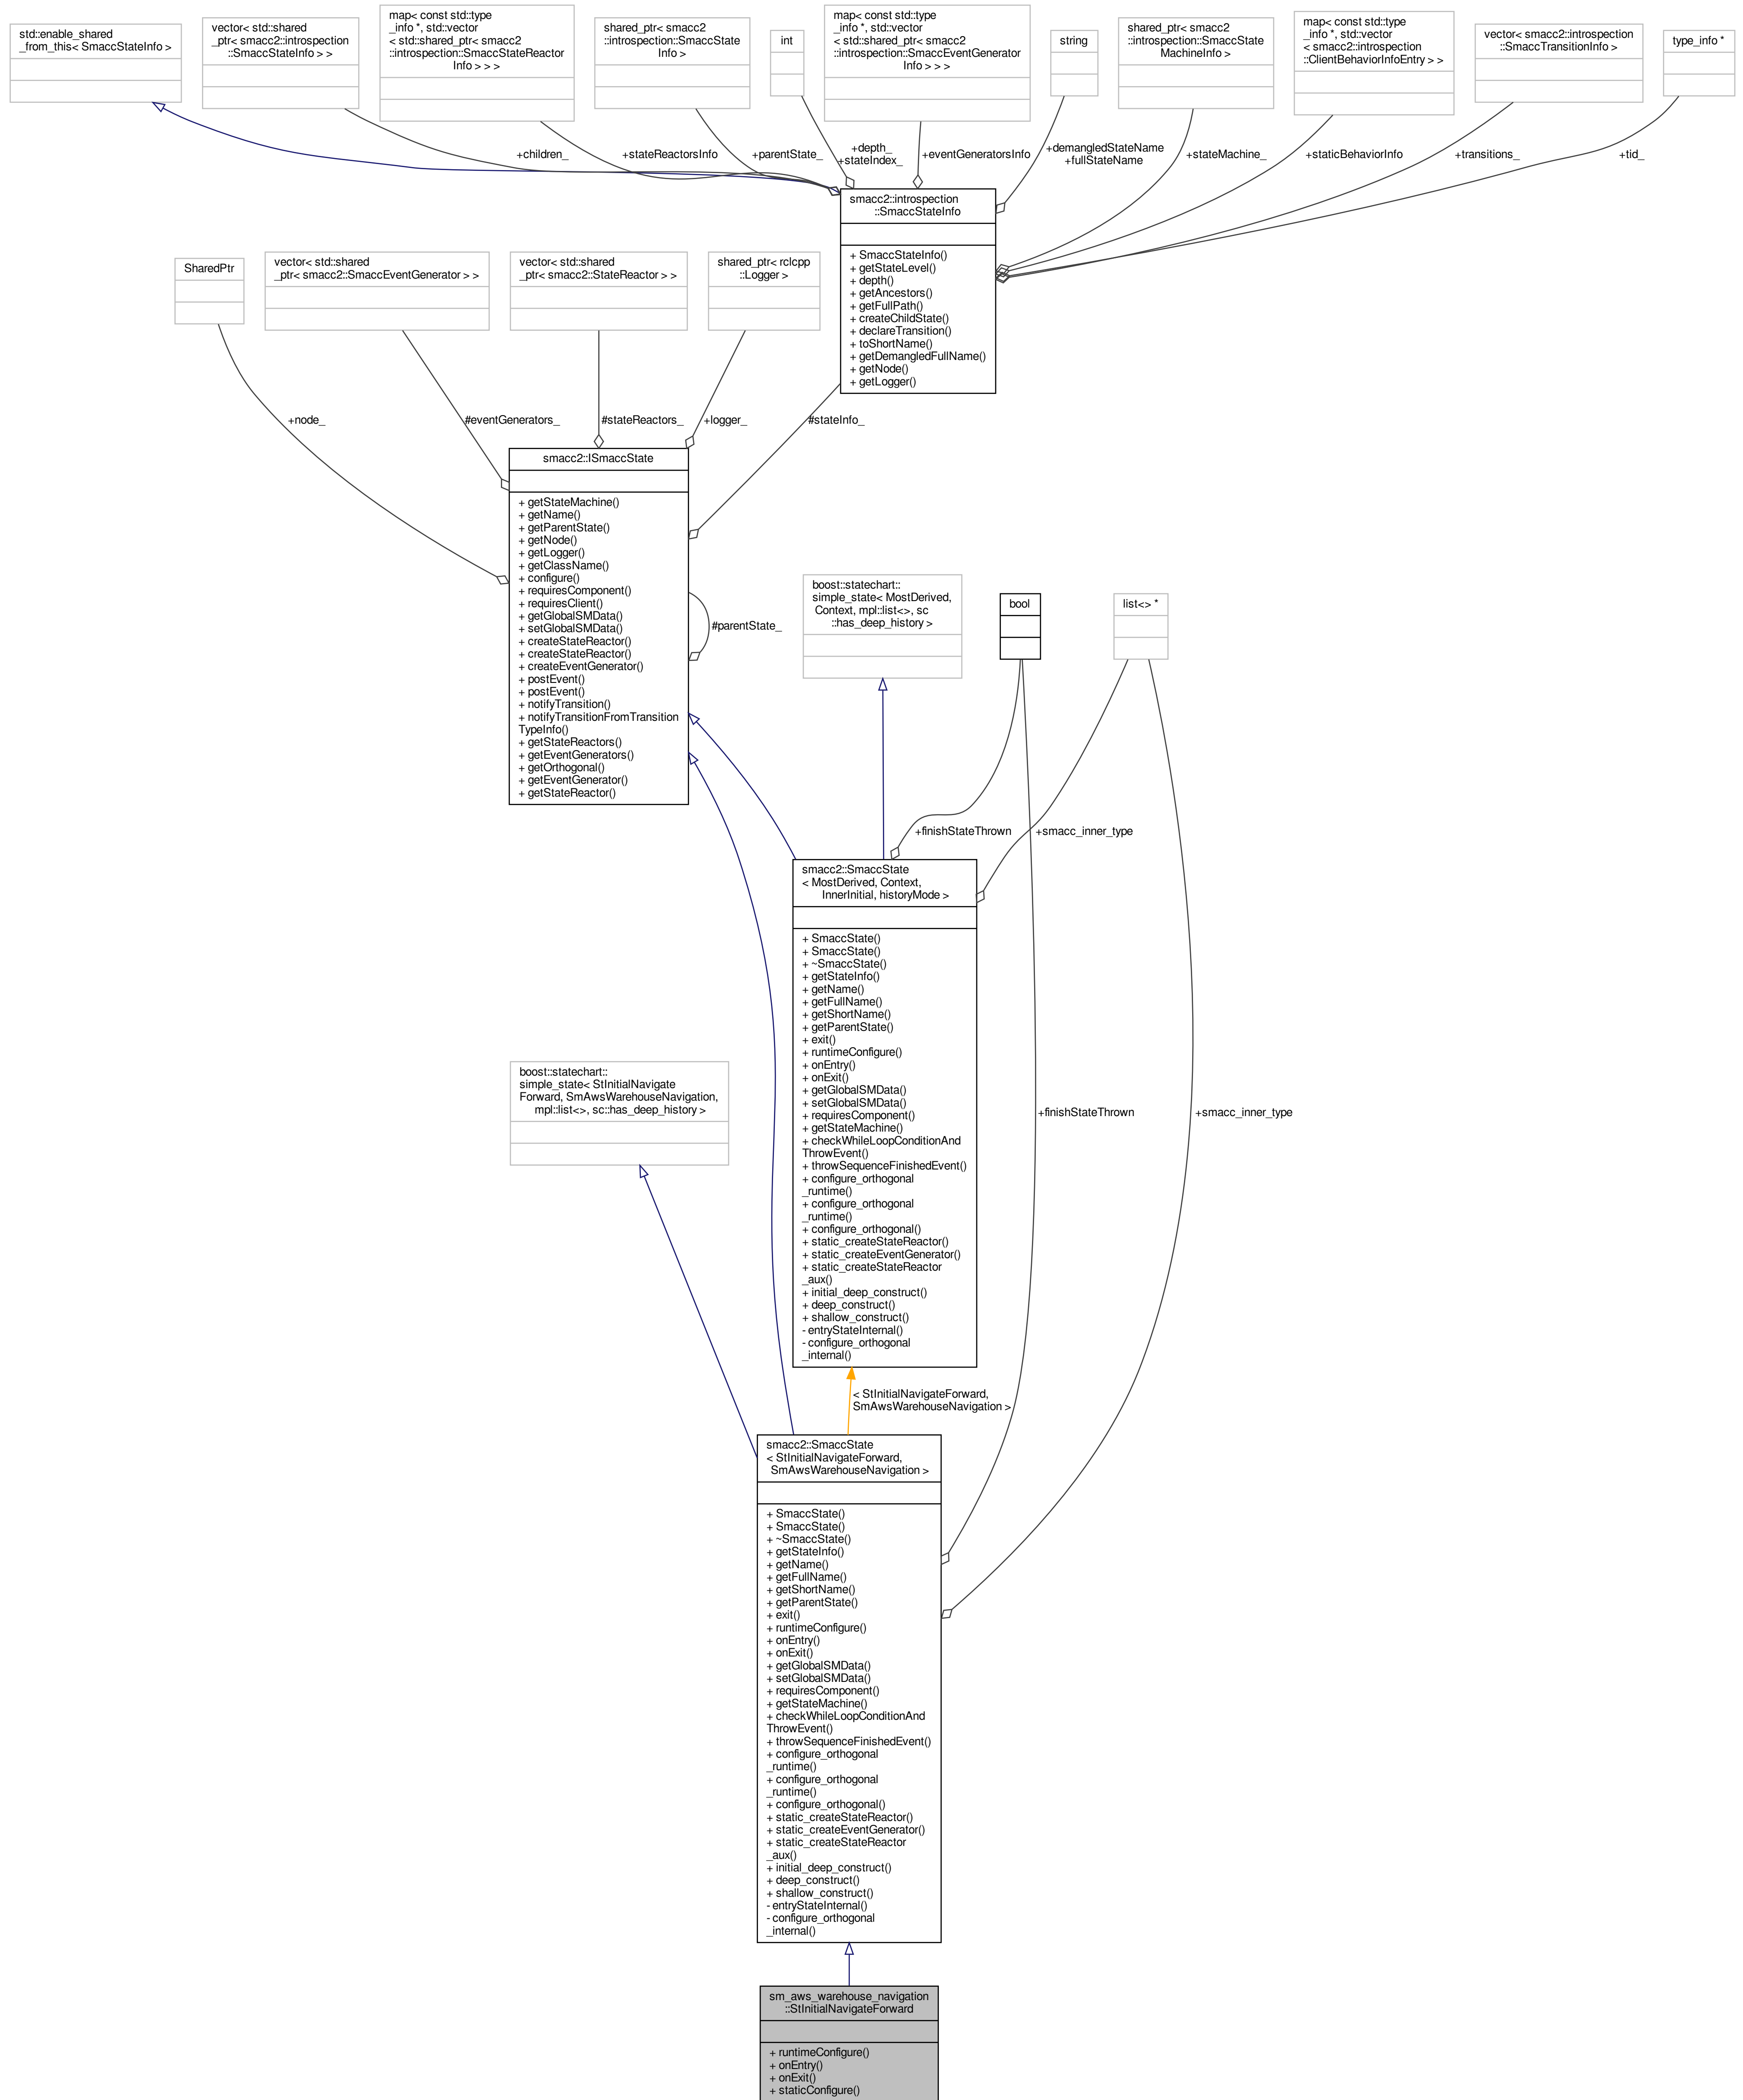 std::enable_shared
_from_this< SmaccStateInfo >
vector< std::shared
_ptr< smacc2::introspection
::SmaccStateInfo > >
map< const std::type
_info *, std::vector
< std::shared_ptr< smacc2
::introspection::SmaccStateReactor
Info > > >
shared_ptr< smacc2
::introspection::SmaccState
Info >
int
map< const std::type
_info *, std::vector
< std::shared_ptr< smacc2
::introspection::SmaccEventGenerator
Info > > >
string
shared_ptr< smacc2
::introspection::SmaccState
MachineInfo >
map< const std::type
_info *, std::vector
< smacc2::introspection
::ClientBehaviorInfoEntry > >
vector< smacc2::introspection
::SmaccTransitionInfo >
type_info *
+children_
+stateReactorsInfo
+parentState_
+depth_
+stateIndex_
+eventGeneratorsInfo
+demangledStateName
+fullStateName
+stateMachine_
+staticBehaviorInfo
+transitions_
+tid_
smacc2::introspection
::SmaccStateInfo
+ SmaccStateInfo()
+ getStateLevel()
+ depth()
+ getAncestors()
+ getFullPath()
+ createChildState()
+ declareTransition()
+ toShortName()
+ getDemangledFullName()
+ getNode()
+ getLogger()
SharedPtr
vector< std::shared
_ptr< smacc2::SmaccEventGenerator > >
vector< std::shared
_ptr< smacc2::StateReactor > >
shared_ptr< rclcpp
::Logger >
+node_
#eventGenerators_
#stateReactors_
+logger_
#stateInfo_
smacc2::ISmaccState
+ getStateMachine()
+ getName()
+ getParentState()
+ getNode()
+ getLogger()
+ getClassName()
+ configure()
+ requiresComponent()
+ requiresClient()
+ getGlobalSMData()
+ setGlobalSMData()
+ createStateReactor()
+ createStateReactor()
+ createEventGenerator()
+ postEvent()
+ postEvent()
+ notifyTransition()
+ notifyTransitionFromTransition
TypeInfo()
+ getStateReactors()
+ getEventGenerators()
+ getOrthogonal()
+ getEventGenerator()
+ getStateReactor()
#parentState_
boost::statechart::
simple_state< MostDerived,
Context, mpl::list<>, sc
::has_deep_history >
bool
list<> *
+finishStateThrown
+smacc_inner_type
smacc2::SmaccState
< MostDerived, Context,
InnerInitial, historyMode >
+ SmaccState()
+ SmaccState()
+ ~SmaccState()
+ getStateInfo()
+ getName()
+ getFullName()
+ getShortName()
+ getParentState()
+ exit()
+ runtimeConfigure()
+ onEntry()
+ onExit()
+ getGlobalSMData()
+ setGlobalSMData()
+ requiresComponent()
+ getStateMachine()
+ checkWhileLoopConditionAnd
ThrowEvent()
+ throwSequenceFinishedEvent()
+ configure_orthogonal
_runtime()
+ configure_orthogonal
_runtime()
+ configure_orthogonal()
+ static_createStateReactor()
+ static_createEventGenerator()
+ static_createStateReactor
_aux()
+ initial_deep_construct()
+ deep_construct()
+ shallow_construct()
- entryStateInternal()
- configure_orthogonal
_internal()
boost::statechart::
simple_state< StInitialNavigate
Forward, SmAwsWarehouseNavigation,
mpl::list<>, sc::has_deep_history >
+finishStateThrown
+smacc_inner_type
< StInitialNavigateForward,
SmAwsWarehouseNavigation >
smacc2::SmaccState
< StInitialNavigateForward,
SmAwsWarehouseNavigation >
+ SmaccState()
+ SmaccState()
+ ~SmaccState()
+ getStateInfo()
+ getName()
+ getFullName()
+ getShortName()
+ getParentState()
+ exit()
+ runtimeConfigure()
+ onEntry()
+ onExit()
+ getGlobalSMData()
+ setGlobalSMData()
+ requiresComponent()
+ getStateMachine()
+ checkWhileLoopConditionAnd
ThrowEvent()
+ throwSequenceFinishedEvent()
+ configure_orthogonal
_runtime()
+ configure_orthogonal
_runtime()
+ configure_orthogonal()
+ static_createStateReactor()
+ static_createEventGenerator()
+ static_createStateReactor
_aux()
+ initial_deep_construct()
+ deep_construct()
+ shallow_construct()
- entryStateInternal()
- configure_orthogonal
_internal()
sm_aws_warehouse_navigation
::StInitialNavigateForward
+ runtimeConfigure()
+ onEntry()
+ onExit()
+ staticConfigure()